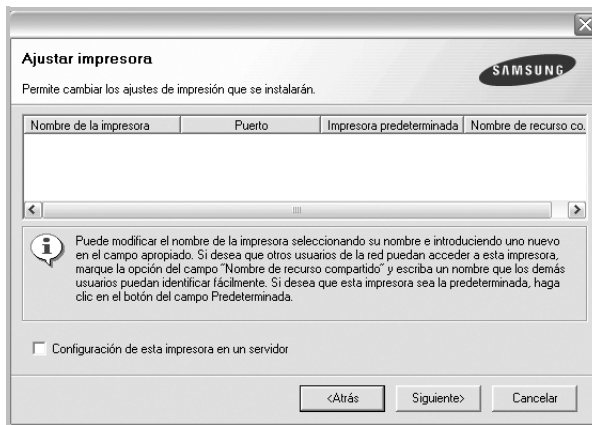 Ajustar impresora
SAMSUNG
Permite cambiar los ajustes de impresión que se instalarán.
Nombre de la impresora Puerto Impresora predeterminada Nombre de recurso co.
Puede modificar el nombre de la impresora seleccionando su nombre e introduciendo uno nuevo
en el campo apropiado. Si desea que otros usuarios de la red puedan acceder a esta impresora,
marque la opción del campo "Nombre de recurso compartido" y escriba un nombre que los demás
usuarios puedan identificar fácilmente. Si desea que esta impresora sea la predeterminada, haga
clic en el botón del campo Predeterminada.
Configuración de esta impresora en un servidor
<Atrás Siguiente> Cancelar